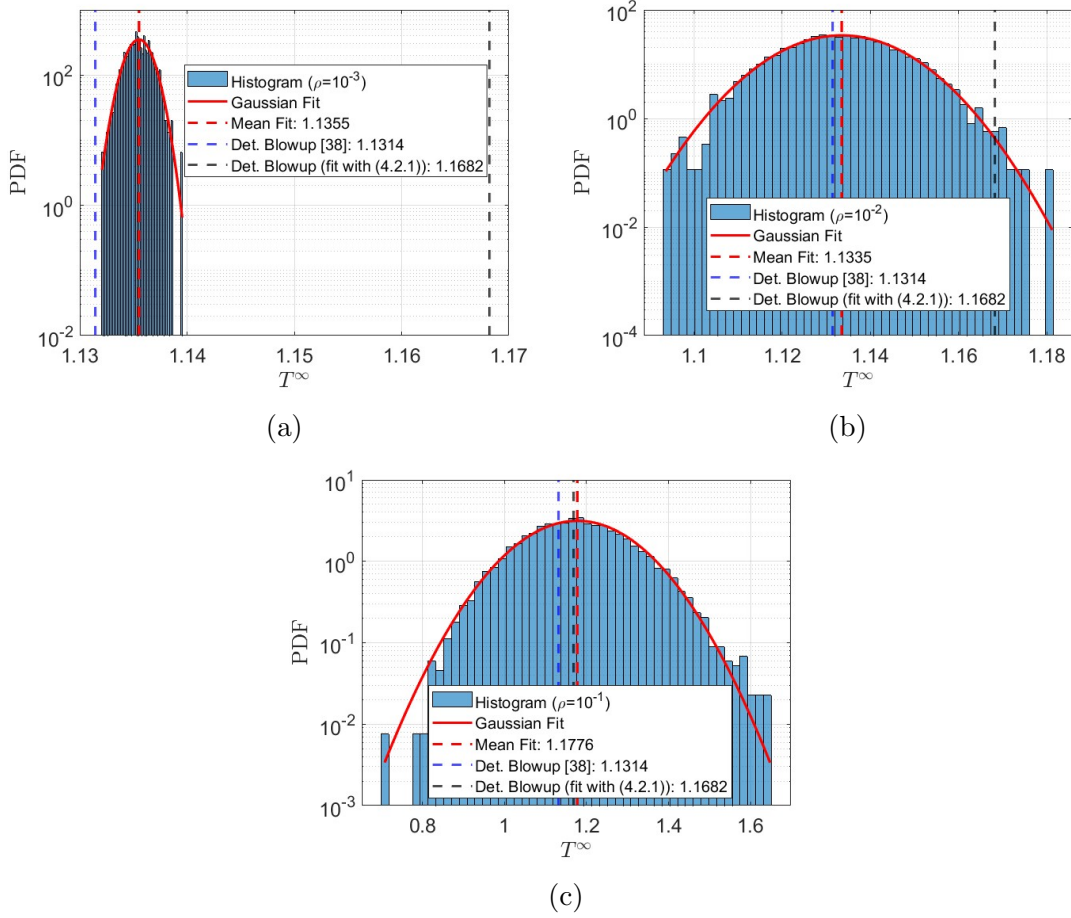 10^2
10^0
10^-2
PDF
Histogram (ρ=10^-3)
Gaussian Fit
Mean Fit: 1.1355
Det. Blowup [38]: 1.1314
Det. Blowup (fit with (4.2.1)): 1.1682
1.13 1.14 1.15 1.16 1.17
T^∞
(a)
10^2
10^0
10^-2
10^-4
PDF
Histogram (ρ=10^-2)
Gaussian Fit
Mean Fit: 1.1335
Det. Blowup [38]: 1.1314
Det. Blowup (fit with (4.2.1)): 1.1682
1.1 1.12 1.14 1.16 1.18
T^∞
(b)
10^1
10^0
10^-1
10^-2
10^-3
PDF
Histogram (ρ=10^-1)
Gaussian Fit
Mean Fit: 1.1776
Det. Blowup [38]: 1.1314
Det. Blowup (fit with (4.2.1)): 1.1682
0.8 1 1.2 1.4 1.6
T^∞
(c)